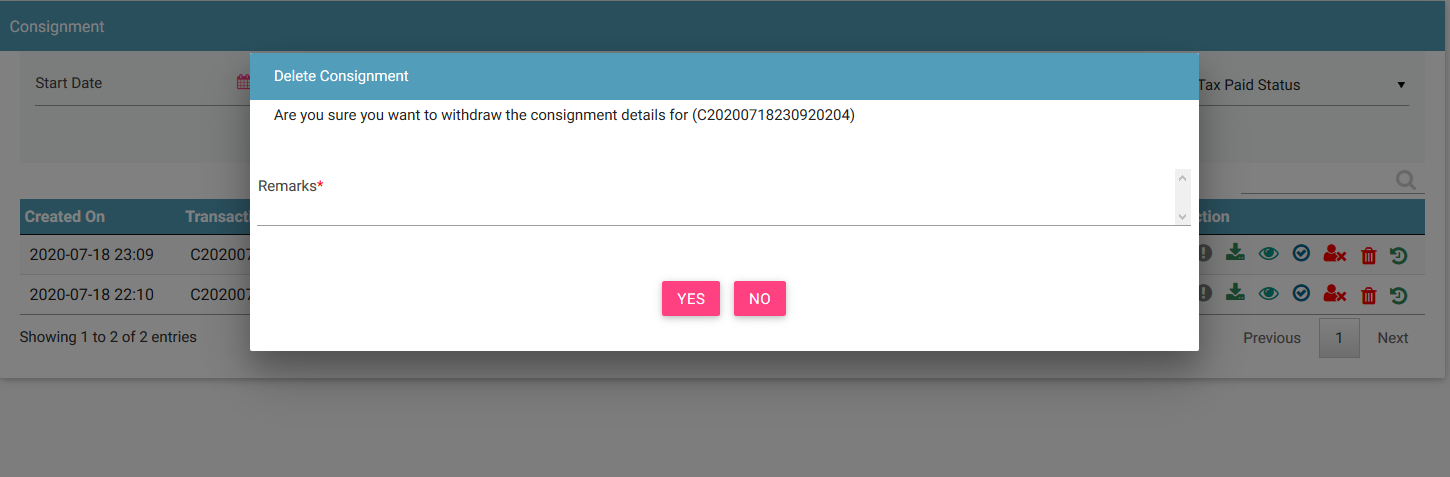 Consignment
Delete Consignment
Start Date
Tax Paid Status
Are you sure you want to withdraw the consignment details for (C20200718230920204)
Remarks*
Created On Transacti ction
2020-07-18 23:09 C202007
2020-07-18 22:10 C202007
YES NO
Showing 1 to 2 of 2 entries
Previous 1 Next